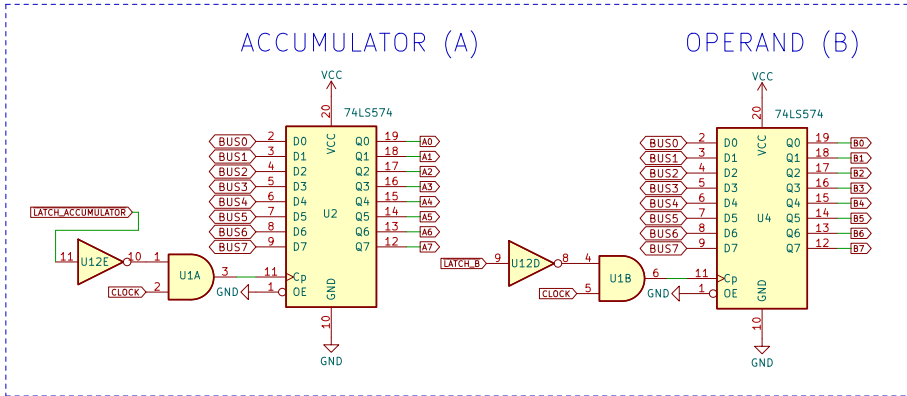 ACCUMULATOR (A)
VCC
20
74LS574
BUS0 2 D0 VCC Q0 19 A0
BUS1 3 D1 Q1 18 A1
BUS2 4 D2 Q2 17 A2
BUS3 5 D3 Q3 16 A3
BUS4 6 D4 Q4 15 A4
BUS5 7 D5 U2 Q5 14 A5
BUS6 8 D6 Q6 13 A6
BUS7 9 D7 Q7 12 A7
LATCH_ACCUMULATOR
11 U12E 10 1 U1A 3 11 Cp
CLOCK 2 GND 1 OE GND
10
GND
OPERAND (B)
VCC
20
74LS574
BUS0 2 D0 VCC Q0 19 B0
BUS1 3 D1 Q1 18 B1
BUS2 4 D2 Q2 17 B2
BUS3 5 D3 Q3 16 B3
BUS4 6 D4 Q4 15 B4
BUS5 7 D5 U4 Q5 14 B5
BUS6 8 D6 Q6 13 B6
BUS7 9 D7 Q7 12 B7
LATCH_B 9 U12D 8 4 U1B 6 11 Cp
CLOCK 5 GND 1 OE GND
10
GND